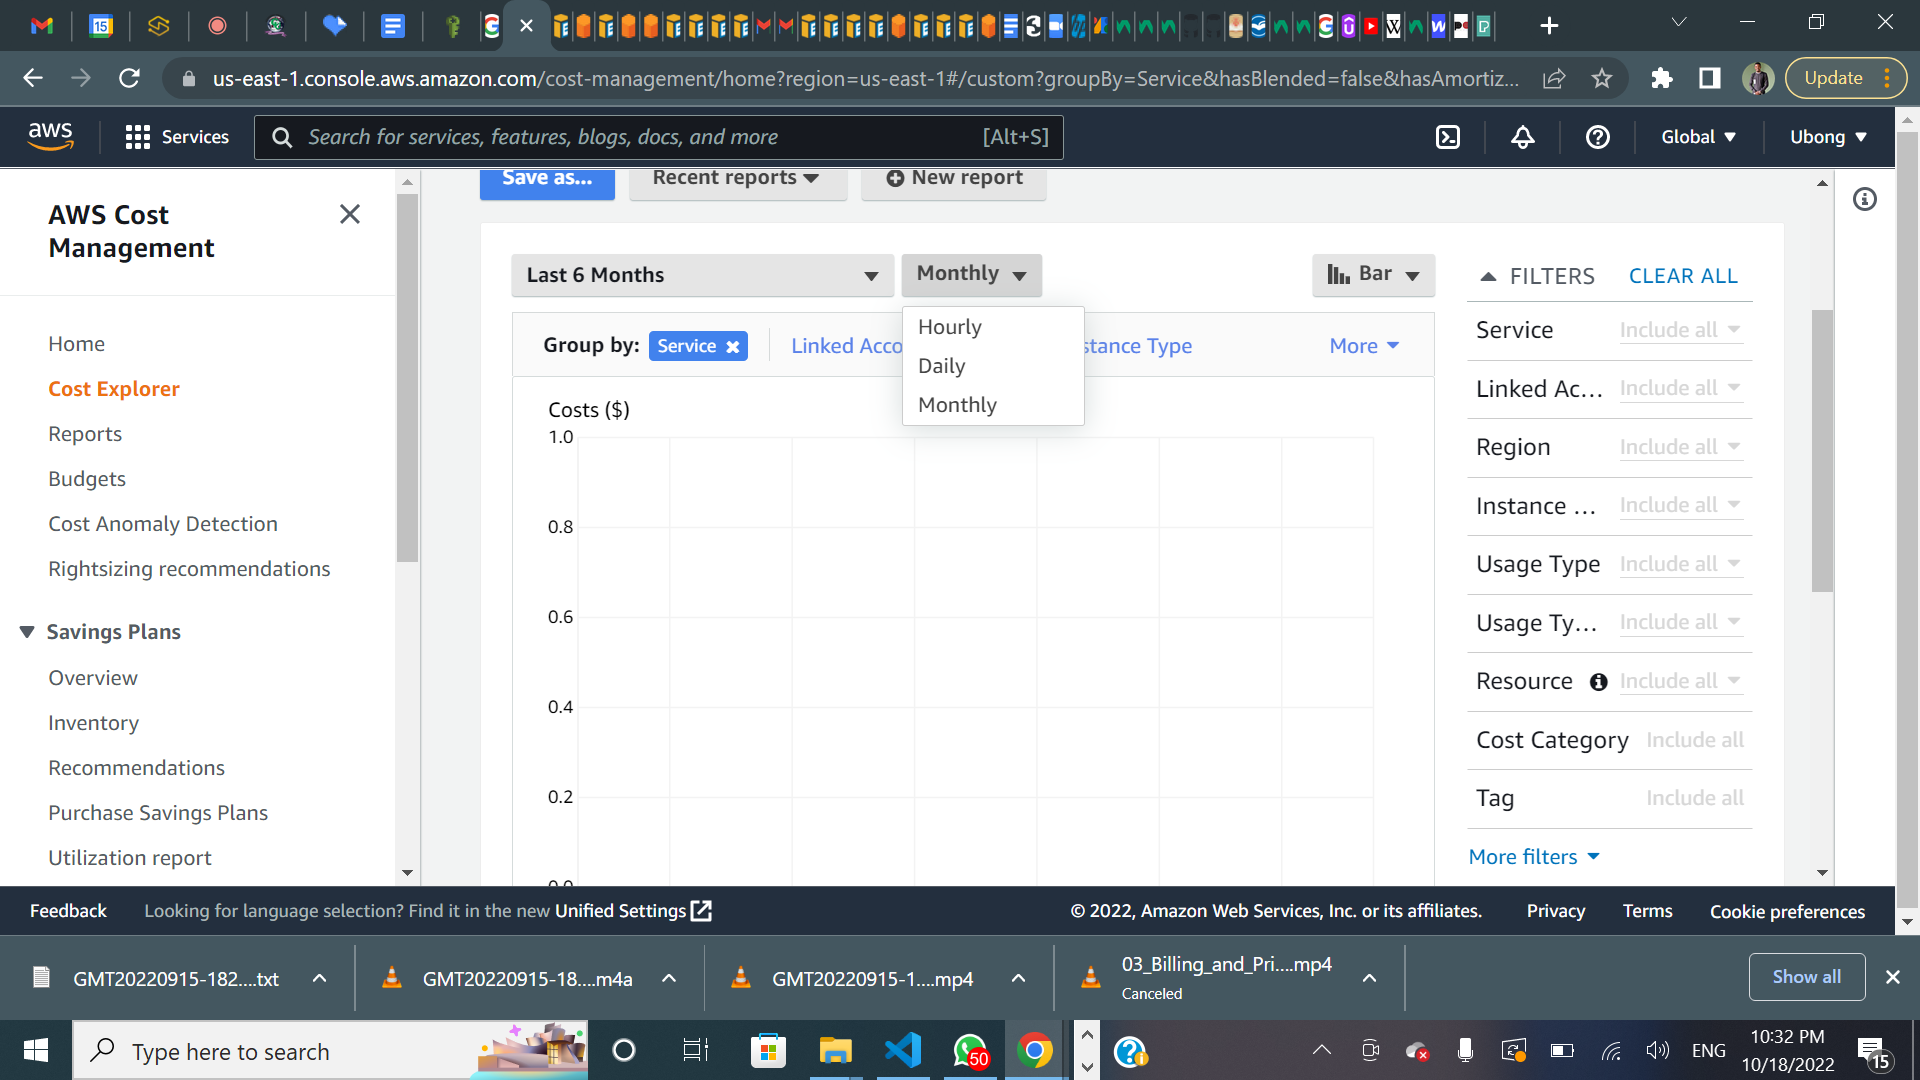 us-east-1.console.aws.amazon.com/cost-management/home?region=us-east-1#/custom?groupBy=Service&hasBlended=false&hasAmortiz...
Update
aws
Services
Search for services, features, blogs, docs, and more
[Alt+S]
Global
Ubong
AWS Cost
Management
Home
Cost Explorer
Reports
Budgets
Cost Anomaly Detection
Rightsizing recommendations
Savings Plans
Overview
Inventory
Recommendations
Purchase Savings Plans
Utilization report
Save as...
Recent reports
New report
Last 6 Months
Monthly
Bar
Hourly
Daily
Monthly
Group by:
Service
Linked Acco
stance Type
More
Costs ($)
1.0
0.8
0.6
0.4
0.2
0.0
FILTERS
CLEAR ALL
Service Include all
Linked Ac... Include all
Region Include all
Instance ... Include all
Usage Type Include all
Usage Ty... Include all
Resource Include all
Cost Category Include all
Tag Include all
More filters
Feedback
Looking for language selection? Find it in the new Unified Settings
© 2022, Amazon Web Services, Inc. or its affiliates.
Privacy
Terms
Cookie preferences
GMT20220915-182....txt
GMT20220915-18....m4a
GMT20220915-1....mp4
03_Billing_and_Pri....mp4
Canceled
Show all
Type here to search
50
ENG
10:32 PM
10/18/2022
15